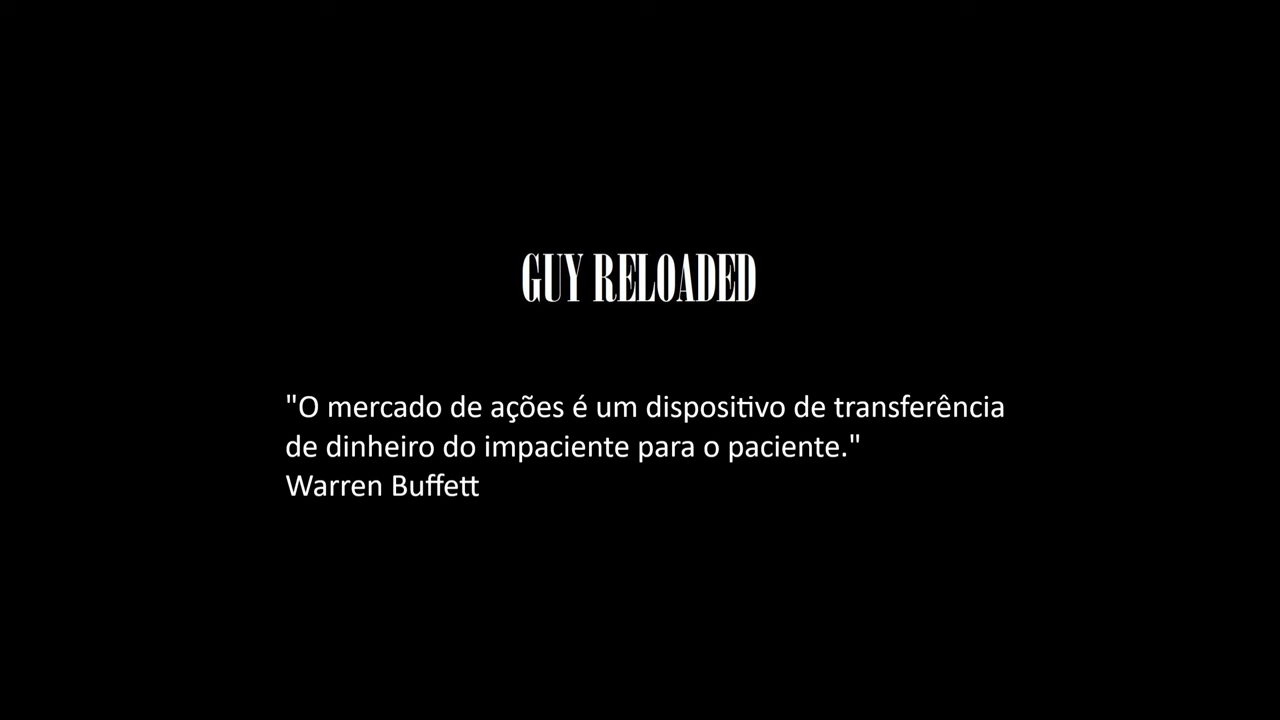 GUY RELOADED
"O mercado de ações é um dispositivo de transferência
de dinheiro do impaciente para o paciente."
Warren Buffett